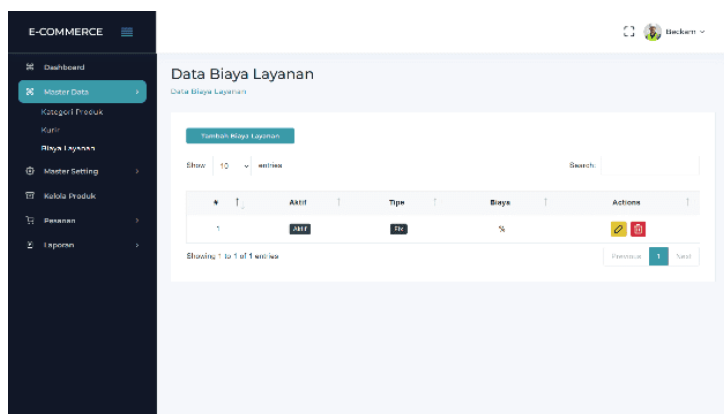 E-COMMERCE
Beckam
Dashboard
Master Data
Kategori Produk
Kurir
Biaya Layanan
Master Setting
Kelola Produk
Pesanan
Laporan
Data Biaya Layanan
Data Biaya Layanan
Tambah Biaya Layanan
Show 10 entries
Search:
# Aktif Tipe Biaya Actions
1 Aktif Fix %
Showing 1 to 1 of 1 entries
Previous 1 Next